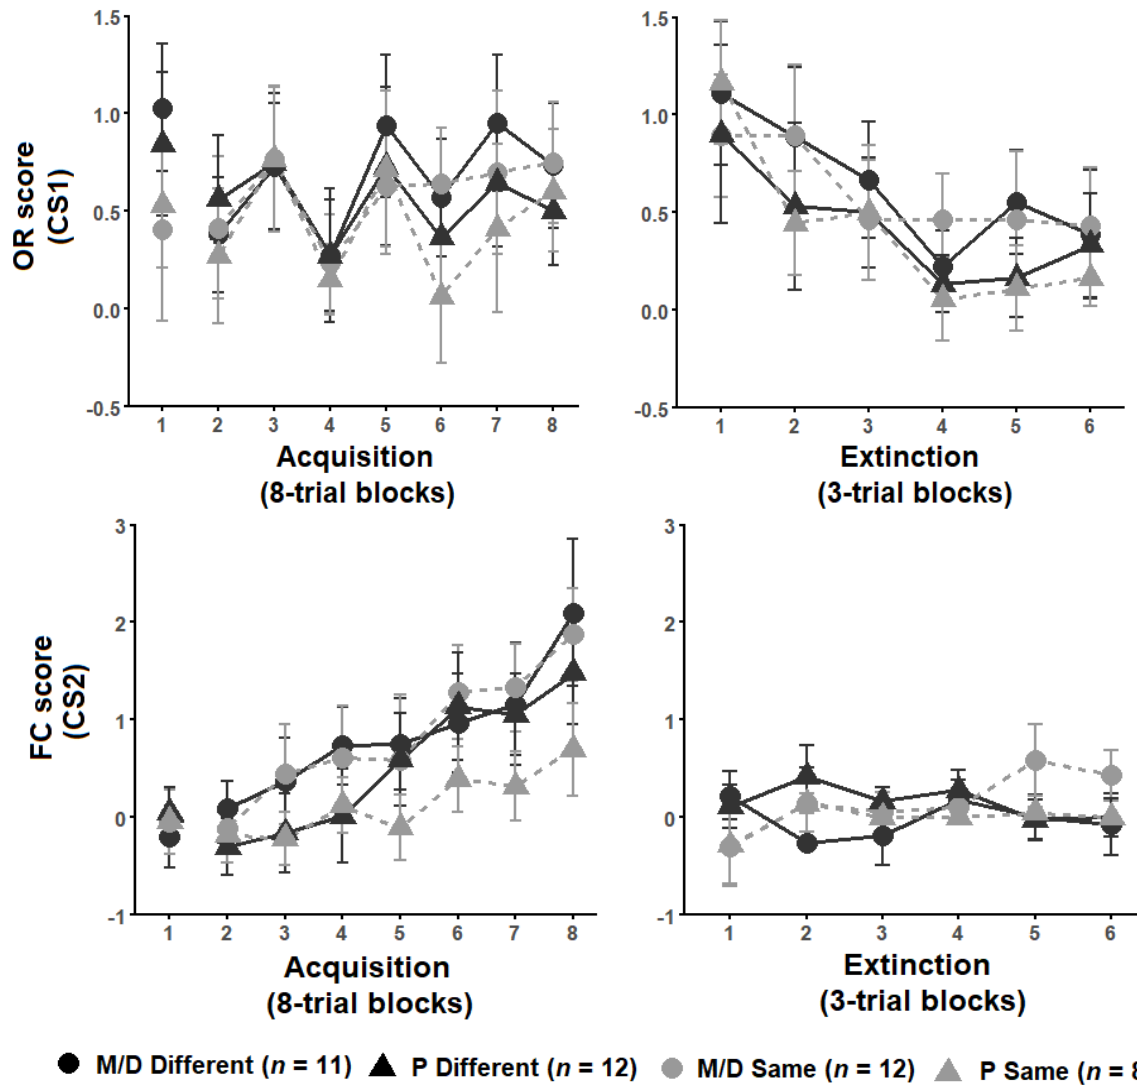 1.5
1.0
0.5
0.0
-0.5
OR score
(CS1)
1 2 3 4 5 6 7 8
Acquisition
(8-trial blocks)
1.5
1.0
0.5
0.0
-0.5
1 2 3 4 5 6
Extinction
(3-trial blocks)
3
2
1
0
-1
FC score
(CS2)
1 2 3 4 5 6 7 8
Acquisition
(8-trial blocks)
3
2
1
0
-1
1 2 3 4 5 6
Extinction
(3-trial blocks)
M/D Different (n = 11) P Different (n = 12) M/D Same (n = 12) P Same (n = 8